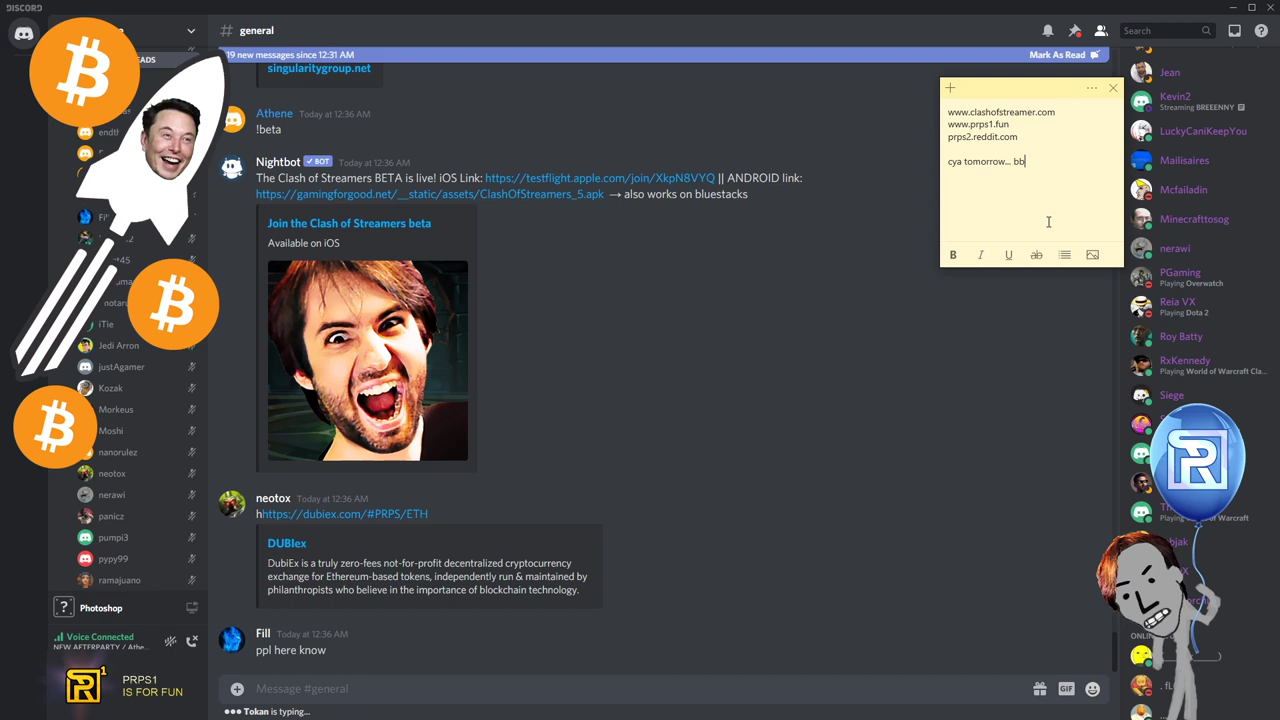 DISCORD
# general
Search
19 new messages since 12:31 AM
Mark As Read
singularitygroup.net
Athene Today at 12:36 AM
!beta
Nightbot ✓ BOT Today at 12:36 AM
The Clash of Streamers BETA is live! iOS Link: https://testflight.apple.com/join/XkpN8VYQ || ANDROID link:
https://gamingforgood.net/__static/assets/ClashOfStreamers_5.apk → also works on bluestacks
Join the Clash of Streamers beta
Available on iOS
neotox Today at 12:36 AM
hhttps://dubiex.com/#PRPS/ETH
DUBIex
DubiEx is a truly zero-fees not-for-profit decentralized cryptocurrency
exchange for Ethereum-based tokens, independently run & maintained by
philanthropists who believe in the importance of blockchain technology.
Fill Today at 12:36 AM
ppl here know
Message #general
GIF
Tokan is typing...
www.clashofstreamer.com
www.prps1.fun
prps2.reddit.com
cya tomorrow... bb
B I U ab
iTie
Jedi Arron
justAgamer
Kozak
Morkeus
Moshi
nanorulez
neotox
nerawi
panicz
pumpi3
pypy99
ramajuano
? Photoshop
Voice Connected
NEW AFTERPARTY / Athe...
PRPS1
IS FOR FUN
Jean
Kevin2
Streaming BREEENNY
LuckyCaniKeepYou
Mailisaires
Mcfailadin
Minecrafttosog
nerawi
PGaming
Playing Overwatch
Reia VX
Playing Dota 2
Roy Batty
RxKennedy
Playing World of Warcraft Cla...
Siege